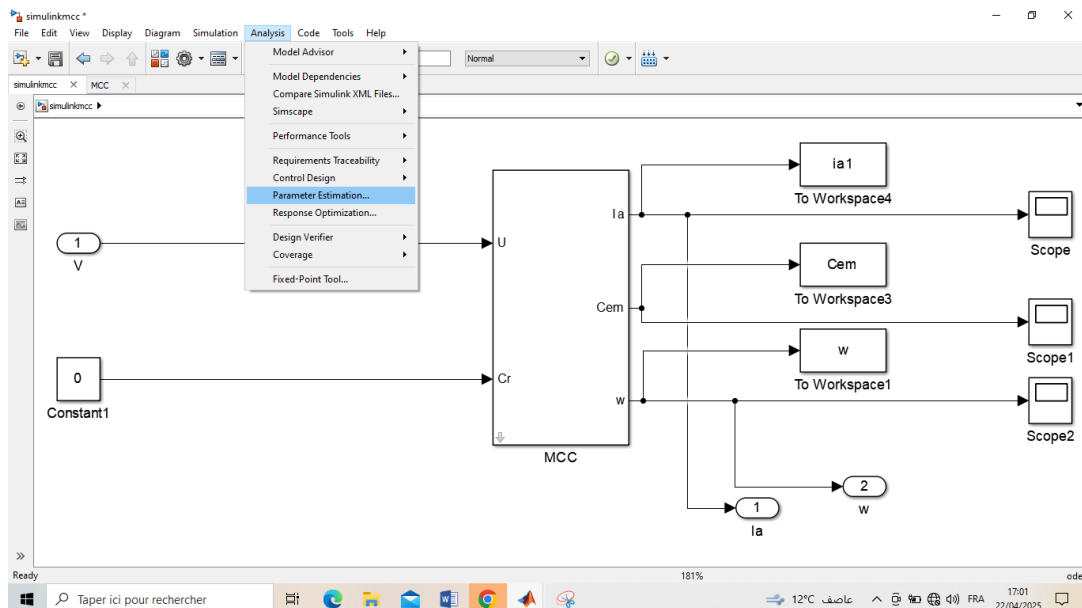 simulinkmcc *
File Edit View Display Diagram Simulation Analysis Code Tools Help
Normal
simulinkmcc MCC
simulinkmcc
Model Advisor
Model Dependencies
Compare Simulink XML Files...
Simscape
Performance Tools
Requirements Traceability
Control Design
Parameter Estimation...
Response Optimization...
Design Verifier
Coverage
Fixed-Point Tool...
1
V
0
Constant1
U
Cr
Ia
Cem
w
MCC
ia1
To Workspace4
Cem
To Workspace3
w
To Workspace1
Scope
Scope1
Scope2
2
w
1
Ia
Ready 181% ode
Taper ici pour rechercher
12°C عاصف FRA 17:01
22/04/2025